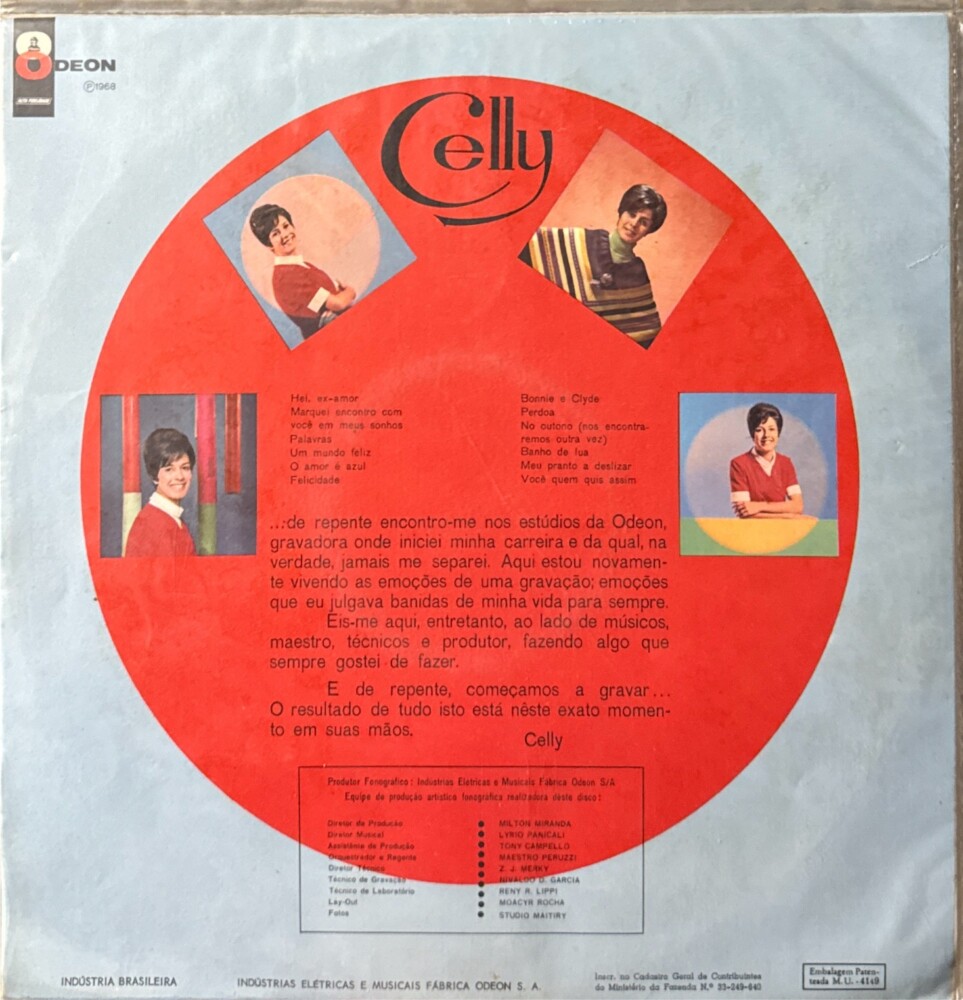 ODEON
Ⓟ1968
Celly
Hei, ex-amor
Marquei encontro com
você em meus sonhos
Palavras
Um mundo feliz
O amor é azul
Felicidade
Bonnie e Clyde
Perdoa
No outono (nos encontra-
remos outra vez)
Banho de lua
Meu pranto a deslizar
Você quem quis assim
...de repente encontro-me nos estúdios da Odeon,
gravadora onde iniciei minha carreira e da qual, na
verdade, jamais me separei. Aqui estou novamen-
te vivendo as emoções de uma gravação; emoções
que eu julgava banidas de minha vida para sempre.
Eis-me aqui, entretanto, ao lado de músicos,
maestro, técnicos e produtor, fazendo algo que
sempre gostei de fazer.
E de repente, começamos a gravar...
O resultado de tudo isto está nêste exato momen-
to em suas mãos.
Celly
Produtor Fonográfico: Indústrias Elétricas e Musicais Fábrica Odeon S/A
Equipe de produção artística fonográfica realizadora dêste disco:
Diretor de Produção • MILTON MIRANDA
Diretor Musical • LYRIO PANICALI
Assistente de Produção • TONY CAMPELLO
Orquestrador e Regente • MAESTRO PERUZZI
Diretor Técnico • Z. J. MERKY
Técnico de Gravação • NIVALDO D. GARCIA
Técnico de Laboratório • RENY R. LIPPI
Lay-Out • MOACYR ROCHA
Fotos • STUDIO MAITIRY
INDÚSTRIA BRASILEIRA
INDÚSTRIAS ELÉTRICAS E MUSICAIS FÁBRICA ODEON S. A.
Inscr. no Cadastro Geral de Contribuintes
do Ministério da Fazenda N.º 33-249-640
Embalagem Paten-
teada M. U. - 4149